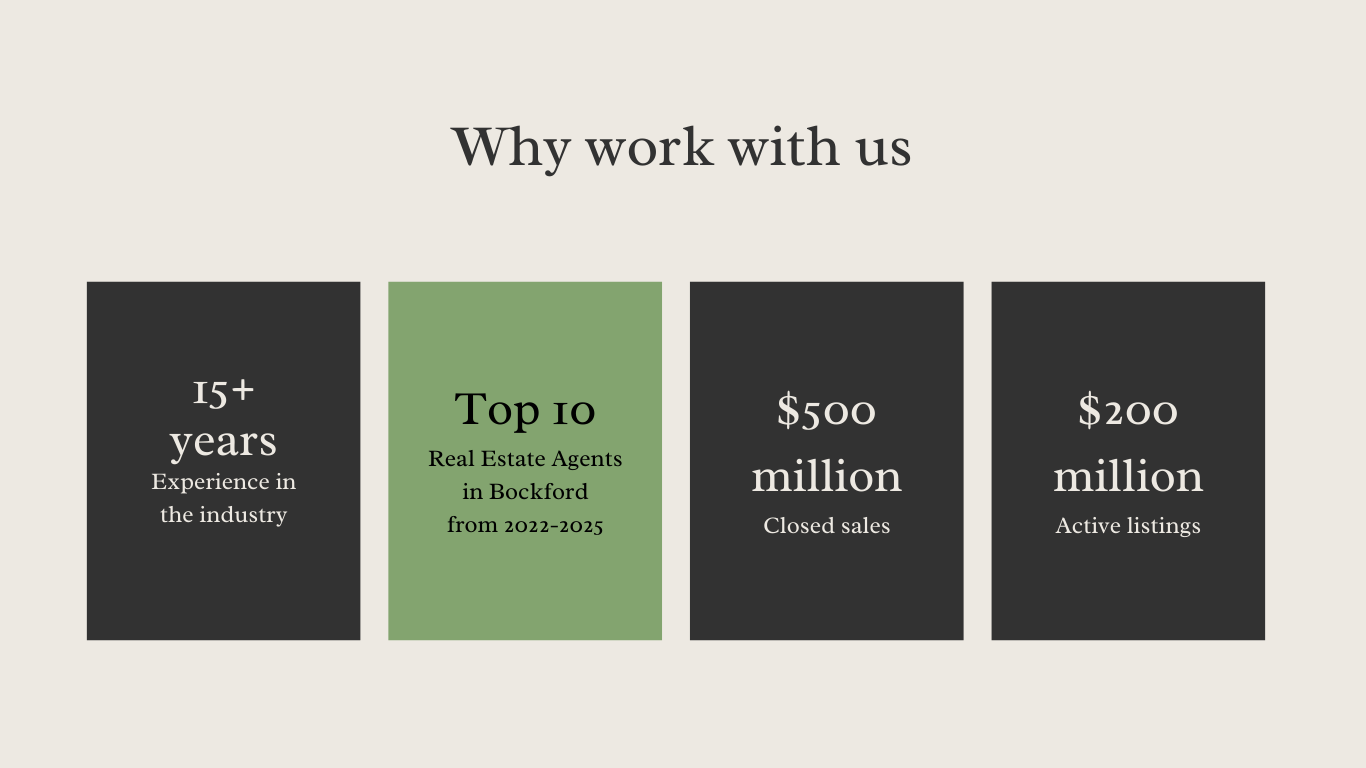 Why work with us
15+
years
Experience in
the industry
Top 10
Real Estate Agents
in Bockford
from 2022-2025
$500
million
Closed sales
$200
million
Active listings